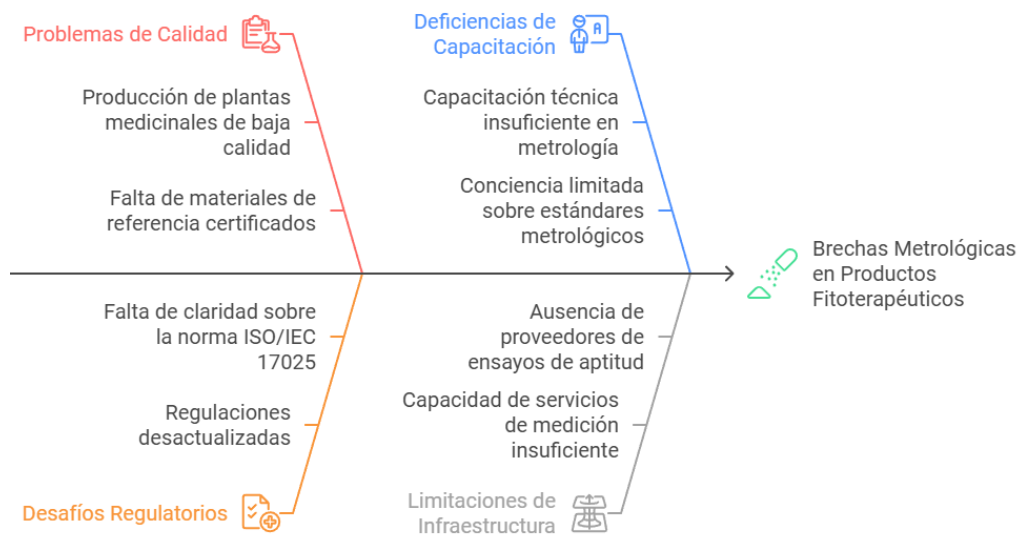 Problemas de Calidad
Producción de plantas
medicinales de baja
calidad
Falta de materiales de
referencia certificados
Deficiencias de
Capacitación
A
Capacitación técnica
insuficiente en
metrología
Conciencia limitada
sobre estándares
metrológicos
Brechas Metrológicas
en Productos
Fitoterapéuticos
Falta de claridad sobre
la norma ISO/IEC
17025
Regulaciones
desactualizadas
Desafíos Regulatorios
Ausencia de
proveedores de
ensayos de aptitud
Capacidad de servicios
de medición
insuficiente
Limitaciones de
Infraestructura